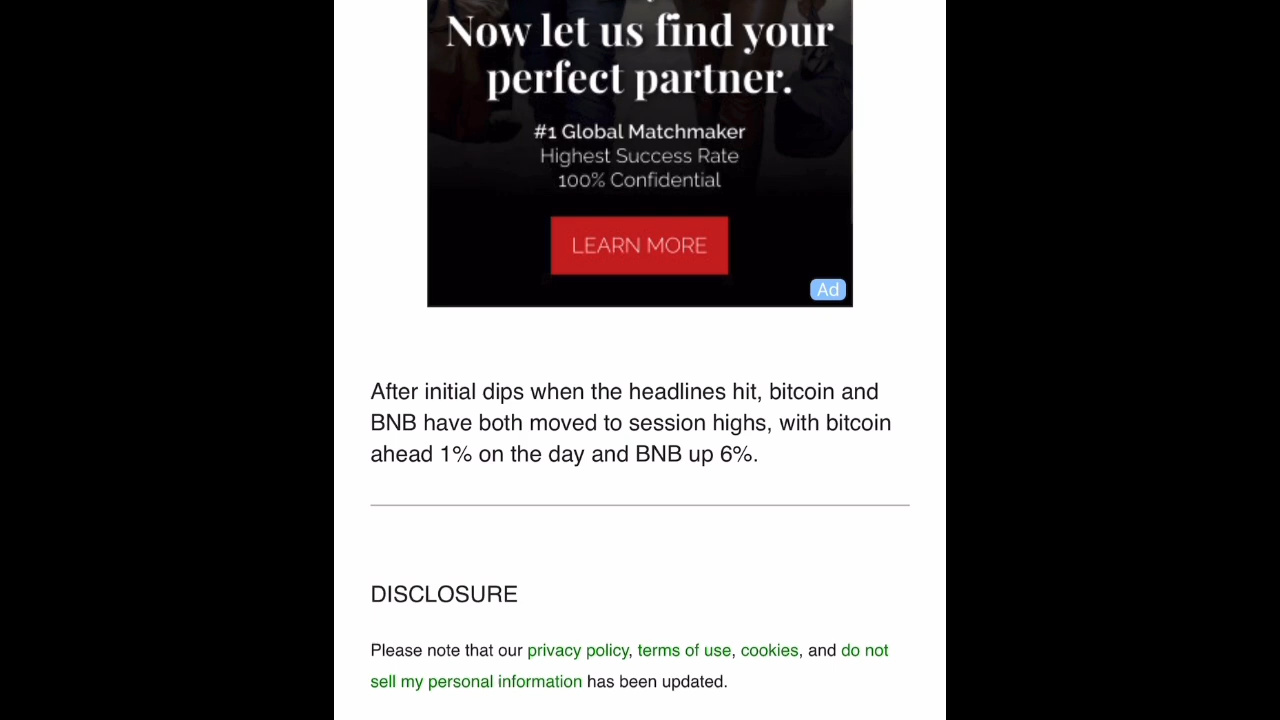 Now let us find your
perfect partner.
#1 Global Matchmaker
Highest Success Rate
100% Confidential
LEARN MORE
Ad
After initial dips when the headlines hit, bitcoin and
BNB have both moved to session highs, with bitcoin
ahead 1% on the day and BNB up 6%.
DISCLOSURE
Please note that our privacy policy, terms of use, cookies, and do not
sell my personal information has been updated.